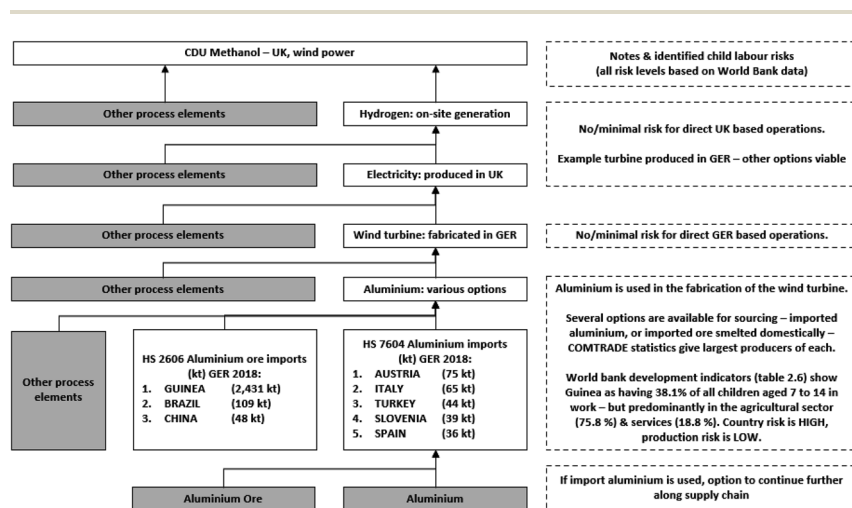 CDU Methanol – UK, wind power
Notes & identified child labour risks
(all risk levels based on World Bank data)
Other process elements
Hydrogen: on-site generation
No/minimal risk for direct UK based operations.
Example turbine produced in GER – other options viable
Other process elements
Electricity: produced in UK
Other process elements
Wind turbine: fabricated in GER
No/minimal risk for direct GER based operations.
Other process elements
Aluminium: various options
Aluminium is used in the fabrication of the wind turbine.
Several options are available for sourcing – imported
aluminium, or imported ore smelted domestically –
COMTRADE statistics give largest producers of each.
World bank development indicators (table 2.6) show
Guinea as having 38.1% of all children aged 7 to 14 in
work – but predominantly in the agricultural sector
(75.8 %) & services (18.8 %). Country risk is HIGH,
production risk is LOW.
Other process
elements
HS 2606 Aluminium ore imports
(kt) GER 2018:
1. GUINEA (2,431 kt)
2. BRAZIL (109 kt)
3. CHINA (48 kt)
HS 7604 Aluminium imports
(kt) GER 2018:
1. AUSTRIA (75 kt)
2. ITALY (65 kt)
3. TURKEY (44 kt)
4. SLOVENIA (39 kt)
5. SPAIN (36 kt)
Aluminium Ore
Aluminium
If import aluminium is used, option to continue further
along supply chain